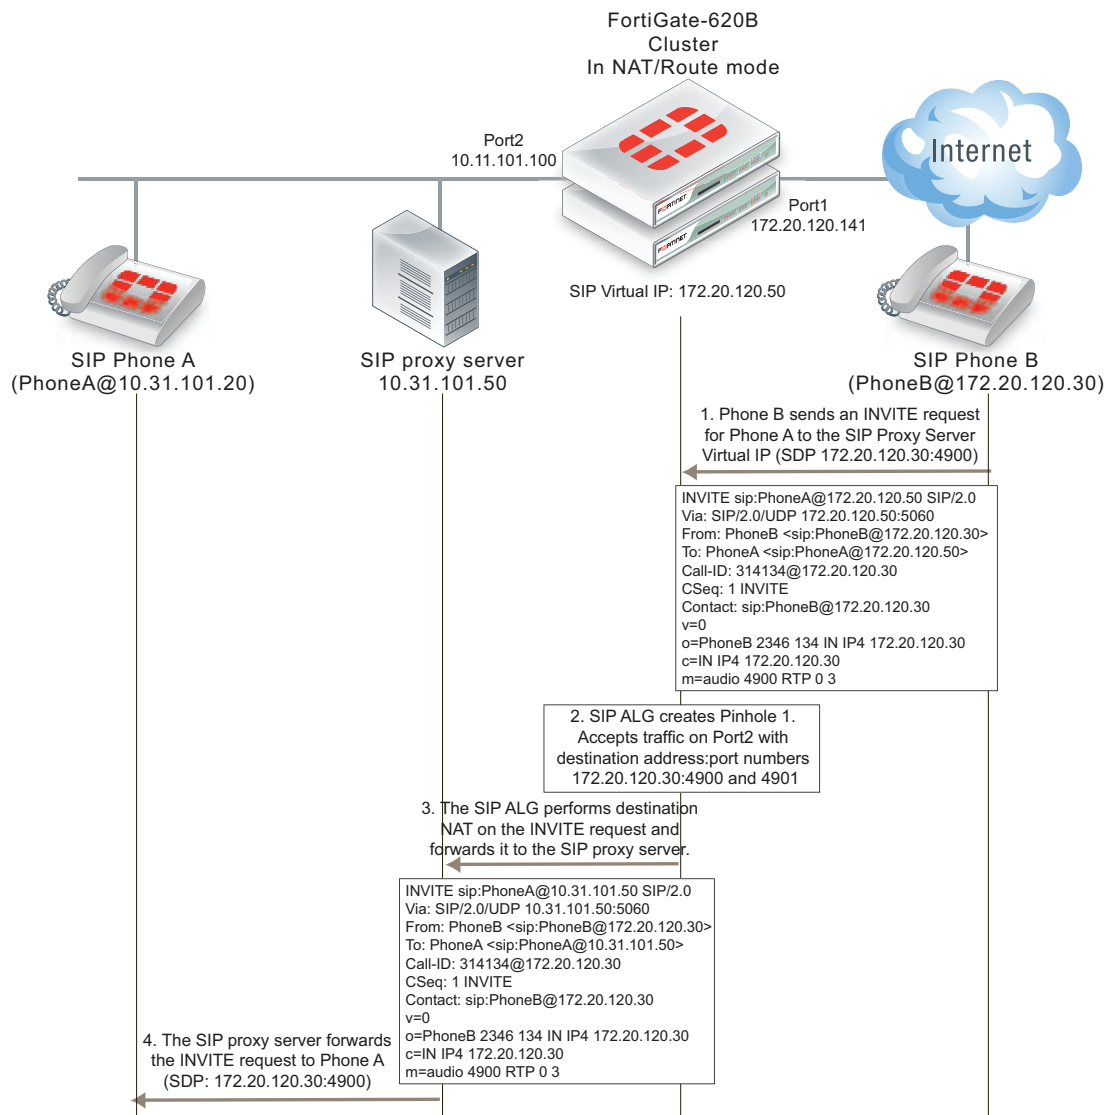 FortiGate-620B
Cluster
In NAT/Route mode
Port2
10.11.101.100
Internet
Port1
172.20.120.141
FORTINET
FORTINET
SIP Virtual IP: 172.20.120.50
SIP Phone A
(PhoneA@10.31.101.20)
SIP proxy server
10.31.101.50
SIP Phone B
(PhoneB@172.20.120.30)
1. Phone B sends an INVITE request
for Phone A to the SIP Proxy Server
Virtual IP (SDP 172.20.120.30:4900)
INVITE sip:PhoneA@172.20.120.50 SIP/2.0
Via: SIP/2.0/UDP 172.20.120.50:5060
From: PhoneB <sip:PhoneB@172.20.120.30>
To: PhoneA <sip:PhoneA@172.20.120.50>
Call-ID: 314134@172.20.120.30
CSeq: 1 INVITE
Contact: sip:PhoneB@172.20.120.30
v=0
o=PhoneB 2346 134 IN IP4 172.20.120.30
c=IN IP4 172.20.120.30
m=audio 4900 RTP 0 3
2. SIP ALG creates Pinhole 1.
Accepts traffic on Port2 with
destination address:port numbers
172.20.120.30:4900 and 4901
3. The SIP ALG performs destination
NAT on the INVITE request and
forwards it to the SIP proxy server.
INVITE sip:PhoneA@10.31.101.50 SIP/2.0
Via: SIP/2.0/UDP 10.31.101.50:5060
From: PhoneB <sip:PhoneB@172.20.120.30>
To: PhoneA <sip:PhoneA@10.31.101.50>
Call-ID: 314134@172.20.120.30
CSeq: 1 INVITE
Contact: sip:PhoneB@172.20.120.30
v=0
o=PhoneB 2346 134 IN IP4 172.20.120.30
c=IN IP4 172.20.120.30
m=audio 4900 RTP 0 3
4. The SIP proxy server forwards
the INVITE request to Phone A
(SDP: 172.20.120.30:4900)